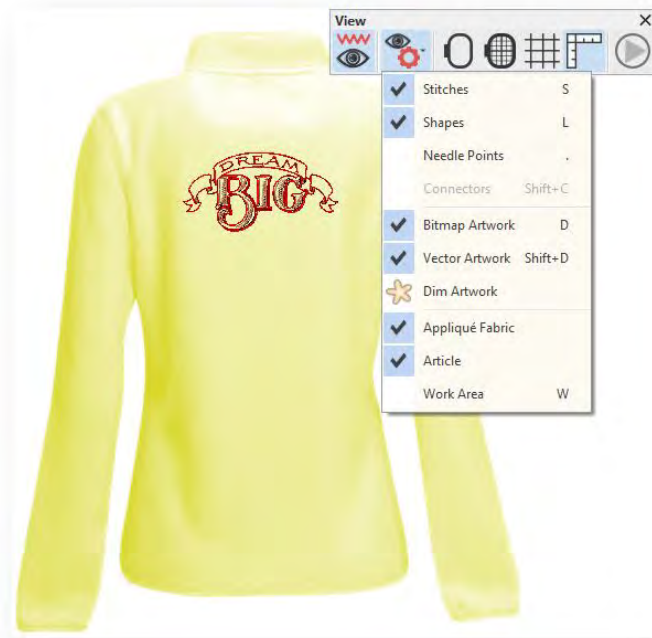 View
Stitches S
Shapes L
Needle Points .
Connectors Shift+C
Bitmap Artwork D
Vector Artwork Shift+D
Dim Artwork
Appliqué Fabric
Article
Work Area W
DREAM
BIG